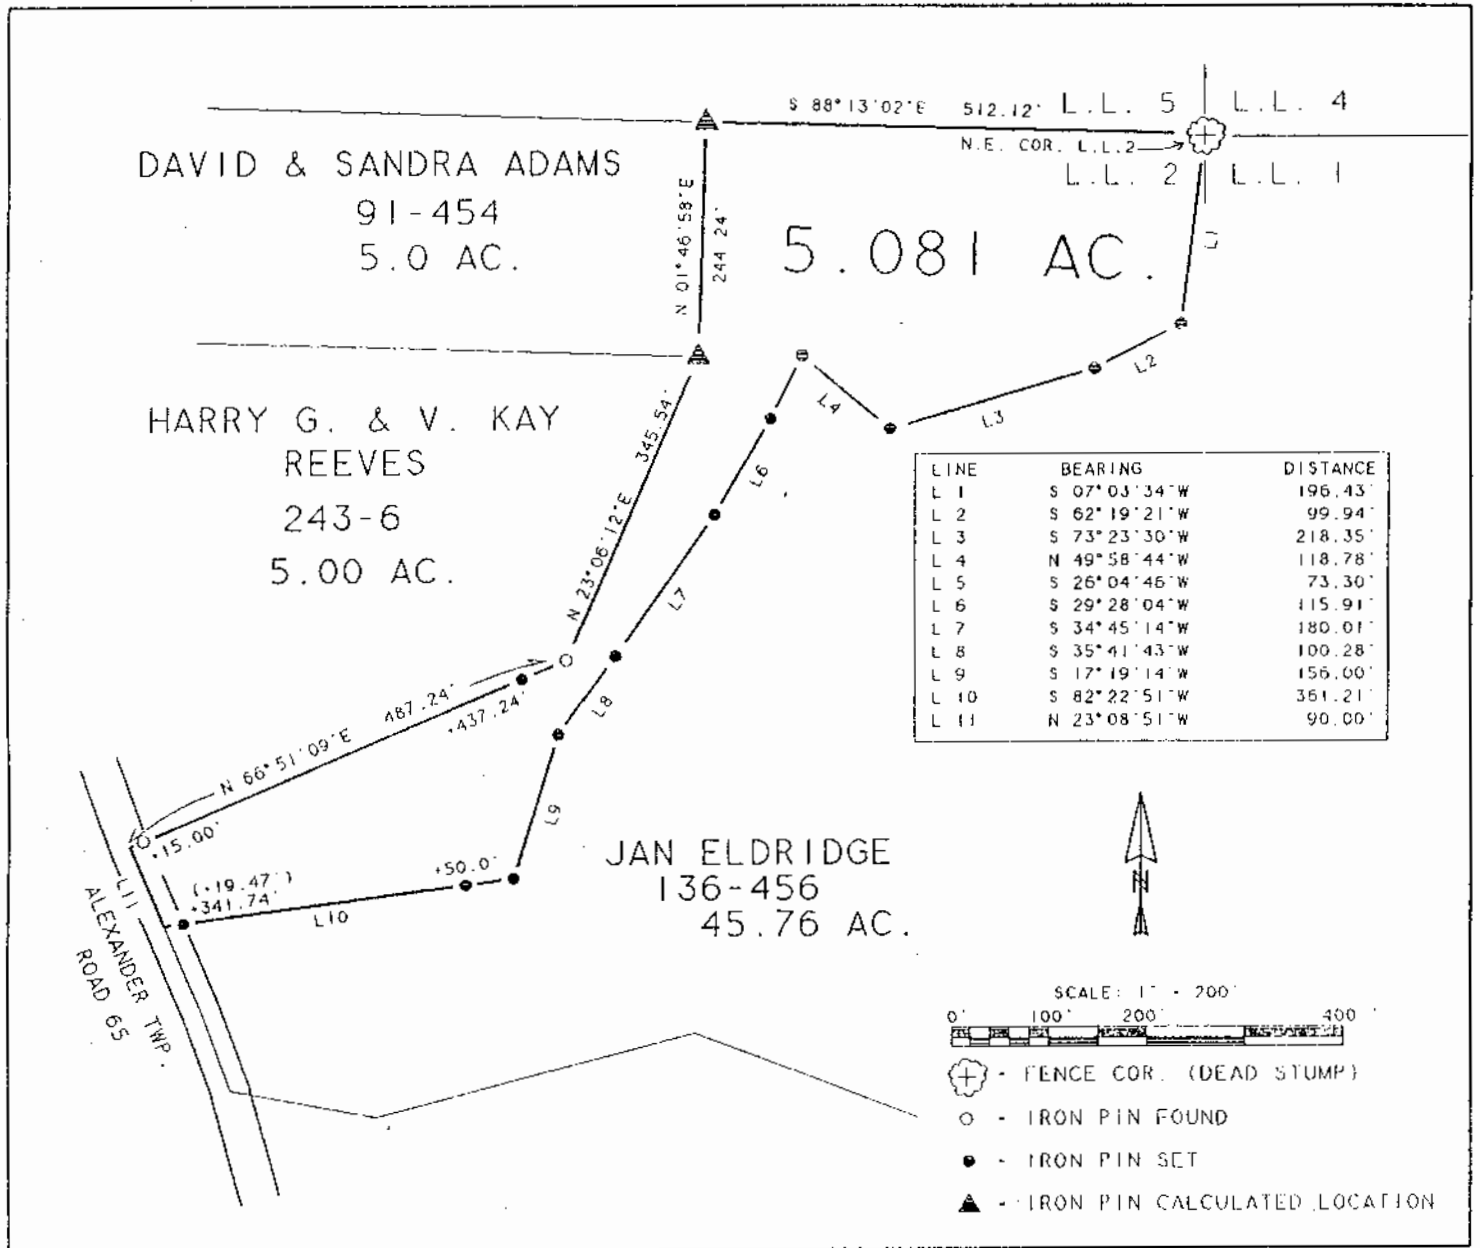 S 88°13'02"E 512.12' L.L. 5 L.L. 4
N.E. COR. L.L.2
L.L. 2 L.L. 1
DAVID & SANDRA ADAMS
91-454
5.0 AC.
N 01°46'58"E
244.24'
5.081 AC.
L1
L2
L3
L4
HARRY G. & V. KAY
REEVES
243-6
5.00 AC.
N 23°06'12"E 345.54'
L6
L7
L8
L9
LINE BEARING DISTANCE
L 1 S 07°03'34"W 196.43'
L 2 S 62°19'21"W 99.94'
L 3 S 73°23'30"W 218.35'
L 4 N 49°58'44"W 118.78'
L 5 S 26°04'46"W 73.30'
L 6 S 29°28'04"W 115.91'
L 7 S 34°45'14"W 180.01'
L 8 S 35°41'43"W 100.28'
L 9 S 17°19'14"W 156.00'
L 10 S 82°22'51"W 361.21'
L 11 N 23°08'51"W 90.00'
N 66°51'09"E 487.24'
+437.24'
+15.00'
(+19.47')
+341.74'
+50.0'
L10
L11
ALEXANDER TWP.
ROAD 65
JAN ELDRIDGE
136-456
45.76 AC.
N
SCALE: 1" - 200'
0' 100' 200' 400'
- FENCE COR. (DEAD STUMP)
- IRON PIN FOUND
- IRON PIN SET
- IRON PIN CALCULATED LOCATION